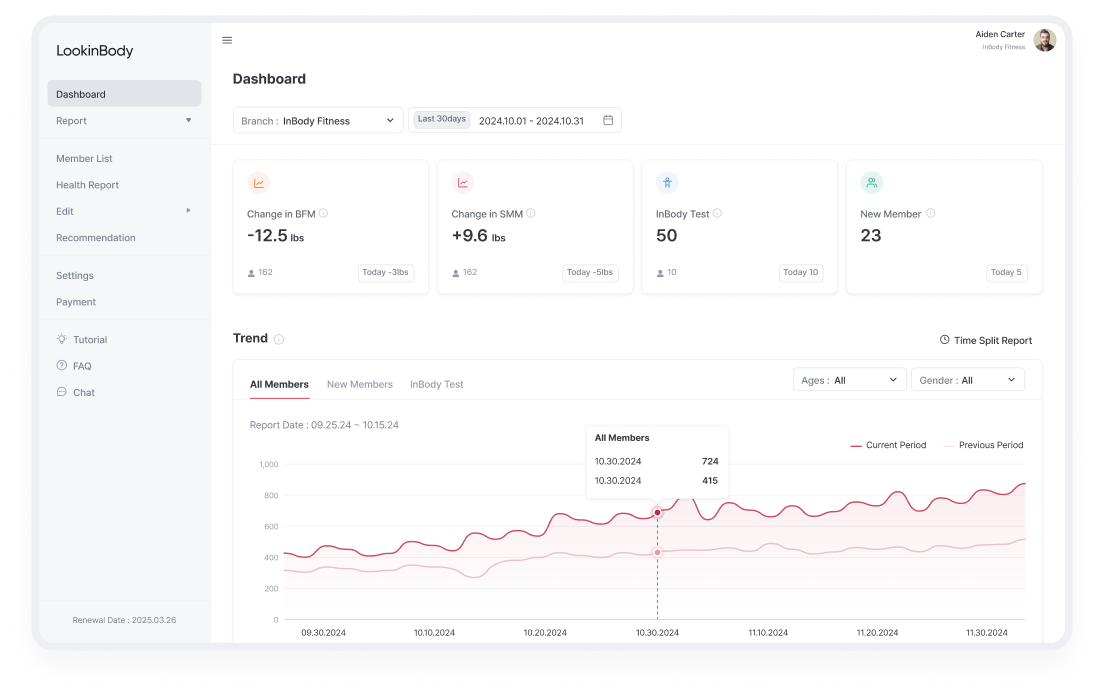 LookinBody
Aiden Carter
InBody Fitness
Dashboard
Report
Member List
Health Report
Edit
Recommendation
Settings
Payment
Tutorial
FAQ
Chat
Renewal Date : 2025.03.26
Dashboard
Branch : InBody Fitness
Last 30days 2024.10.01 - 2024.10.31
Change in BFM
-12.5 lbs
162 Today -3lbs
Change in SMM
+9.6 lbs
162 Today -5lbs
InBody Test
50
10 Today 10
New Member
23
Today 5
Trend
Time Split Report
All Members New Members InBody Test
Ages : All Gender : All
Report Date : 09.25.24 ~ 10.15.24
All Members
10.30.2024 724
10.30.2024 415
Current Period Previous Period
1,000
800
600
400
200
0
09.30.2024 10.10.2024 10.20.2024 10.30.2024 11.10.2024 11.20.2024 11.30.2024